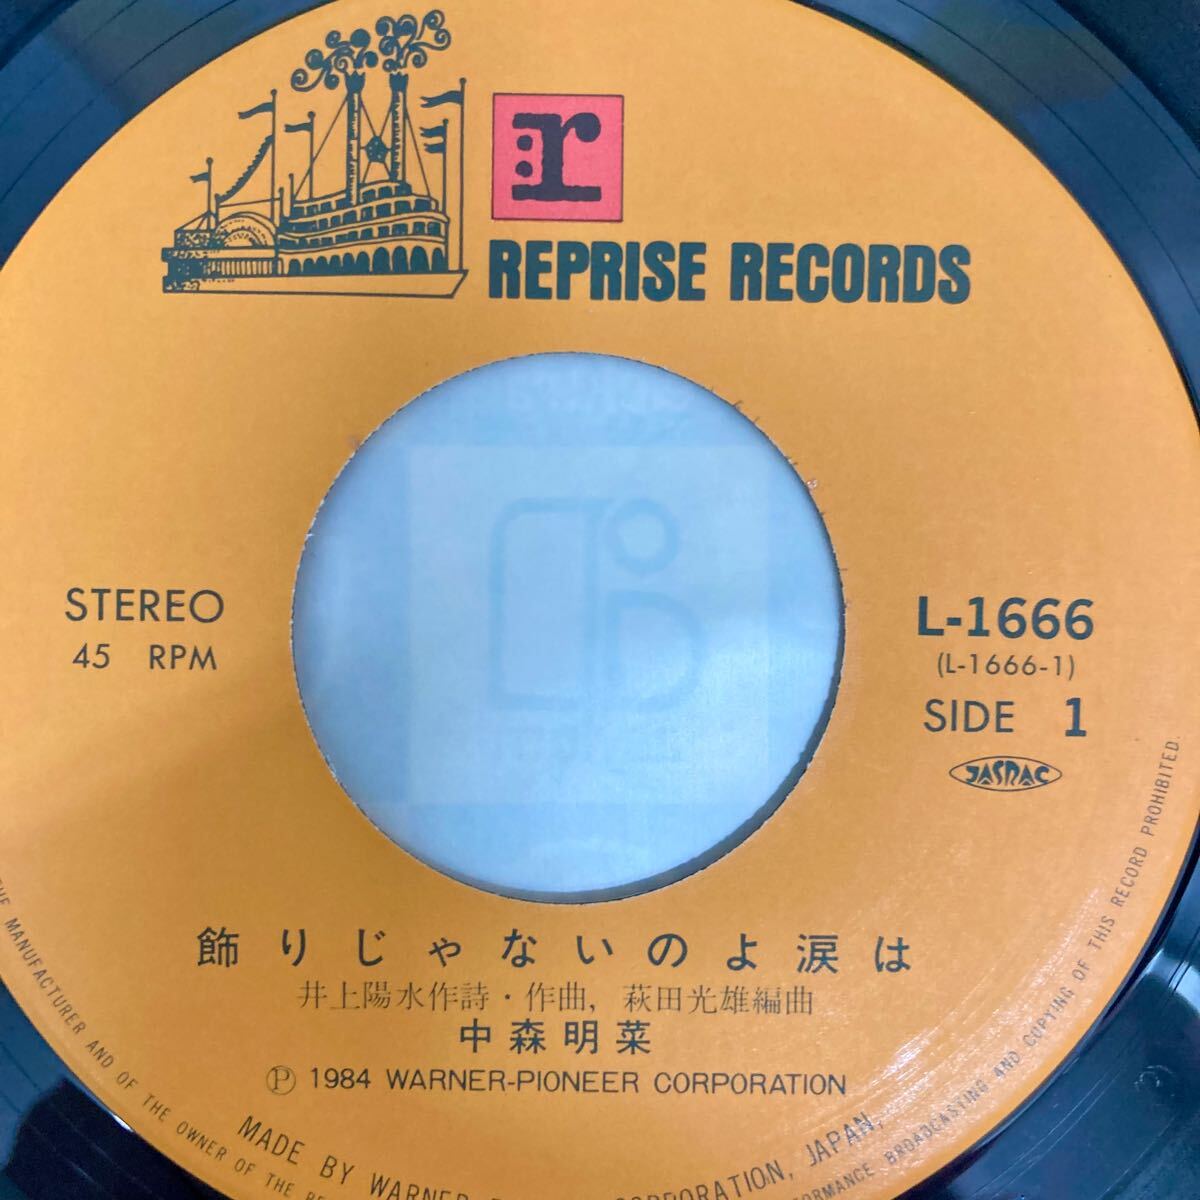 r
REPRISE RECORDS
STEREO
45 RPM
L-1666
(L-1666-1)
SIDE 1
JASRAC
飾りじゃないのよ涙は
井上陽水作詩・作曲, 萩田光雄編曲
中森明菜
Ⓟ 1984 WARNER-PIONEER CORPORATION
MADE BY WARNER CORPORATION, JAPAN,
THE MANUFACTURER AND OF THE OWNER OF THE
BROADCASTING AND COPYING OF THIS RECORD PROHIBITED.